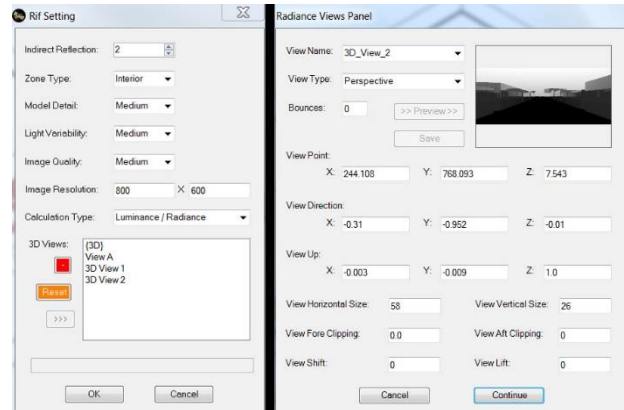 Rif Setting
Indirect Reflection: 2
Zone Type: Interior
Model Detail: Medium
Light Variability: Medium
Image Quality: Medium
Image Resolution: 800 X 600
Calculation Type: Luminance / Radiance
3D Views:
{3D}
View A
3D View 1
3D View 2
-
Reset
>>>
OK Cancel
Radiance Views Panel
View Name: 3D_View_2
View Type: Perspective
Bounces: 0 >> Preview >>
Save
View Point:
X: 244.108 Y: 768.093 Z: 7.543
View Direction:
X: -0.31 Y: -0.952 Z: -0.01
View Up:
X: -0.003 Y: -0.009 Z: 1.0
View Horizontal Size: 58 View Vertical Size: 26
View Fore Clipping: 0.0 View Aft Clipping: 0
View Shift: 0 View Lift: 0
Cancel Continue